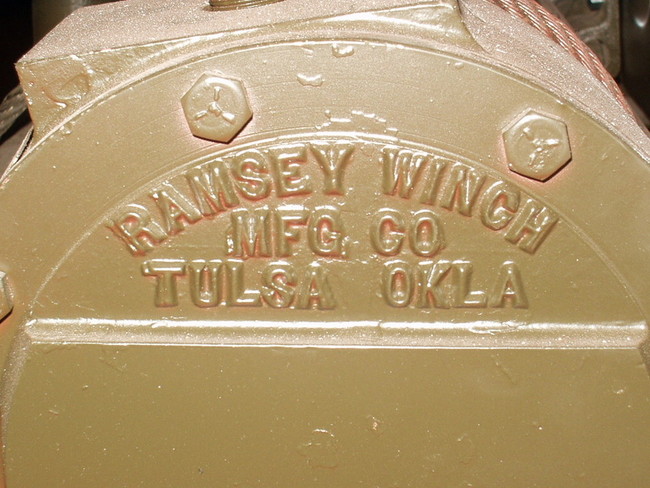 RAMSEY WINCH
MFG CO
TULSA OKLA